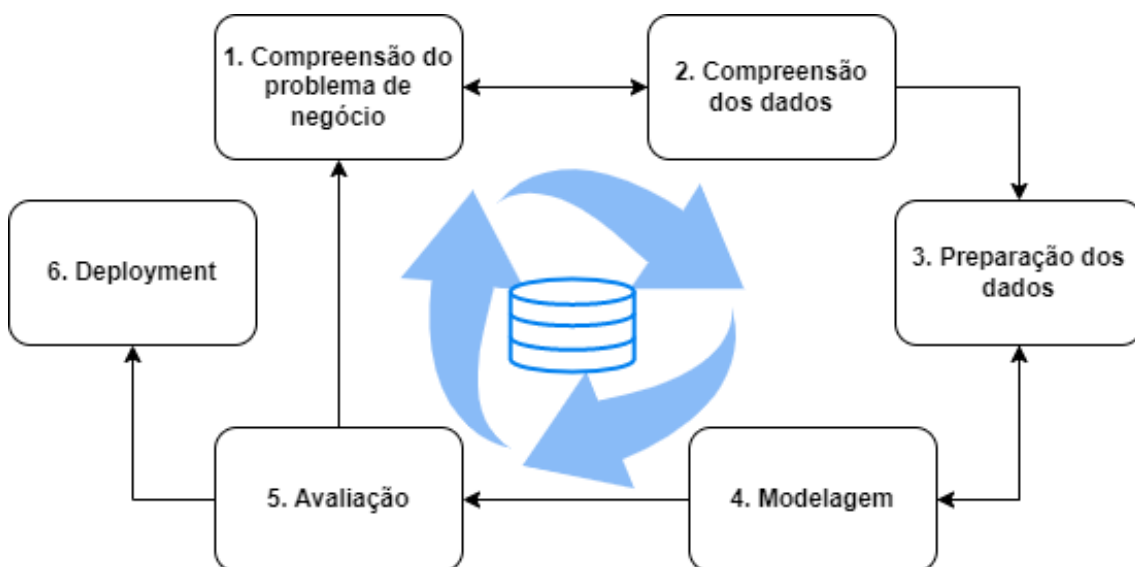 1. Compreensão do
problema de
negócio
2. Compreensão
dos dados
6. Deployment
3. Preparação dos
dados
5. Avaliação
4. Modelagem